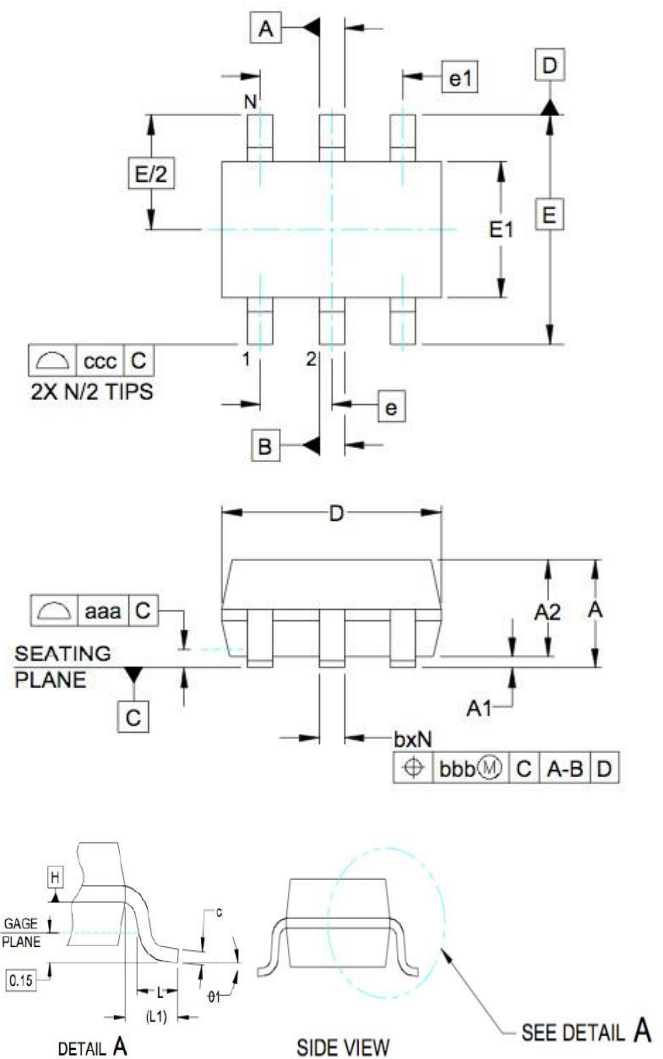 A
e1
D
N
E/2
E1
E
⌓ ccc C
2X N/2 TIPS
1
2
e
B
D
⌓ aaa C
A2
A
SEATING
PLANE
A1
C
bxN
⌖ bbbⓂ C A-B D
H
c
GAGE
PLANE
0.15
L
θ1
(L1)
SEE DETAIL A
DETAIL A
SIDE VIEW